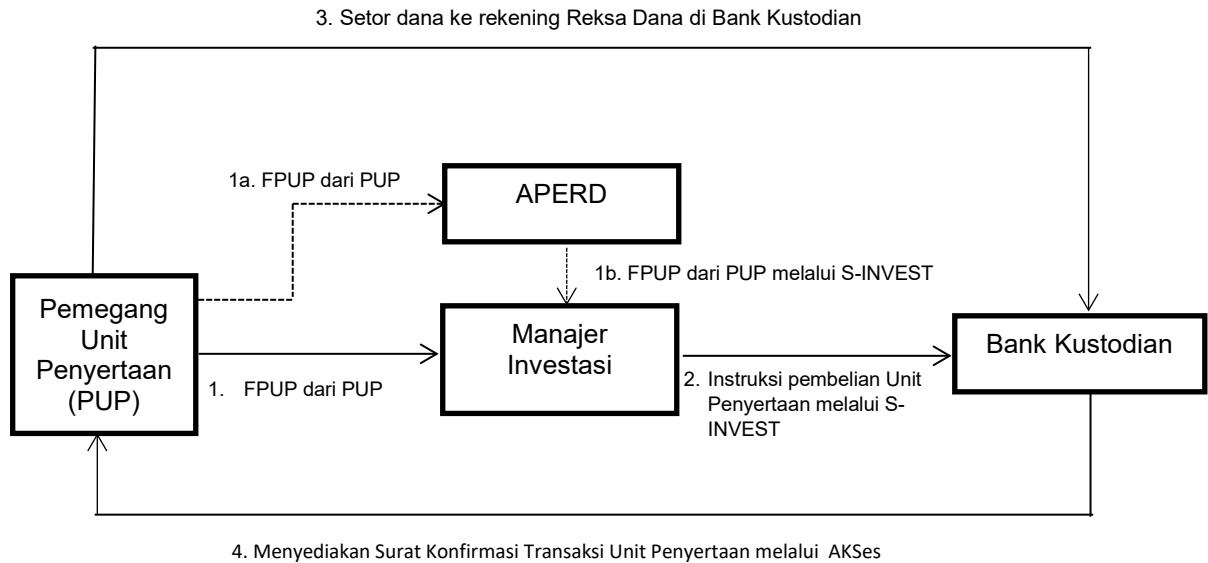 3. Setor dana ke rekening Reksa Dana di Bank Kustodian
1a. FPUP dari PUP
APERD
1b. FPUP dari PUP melalui S-INVEST
Pemegang
Unit
Penyertaan
(PUP)
Manajer
Investasi
Bank Kustodian
1. FPUP dari PUP
2. Instruksi pembelian Unit
Penyertaan melalui S-
INVEST
4. Menyediakan Surat Konfirmasi Transaksi Unit Penyertaan melalui AKSes